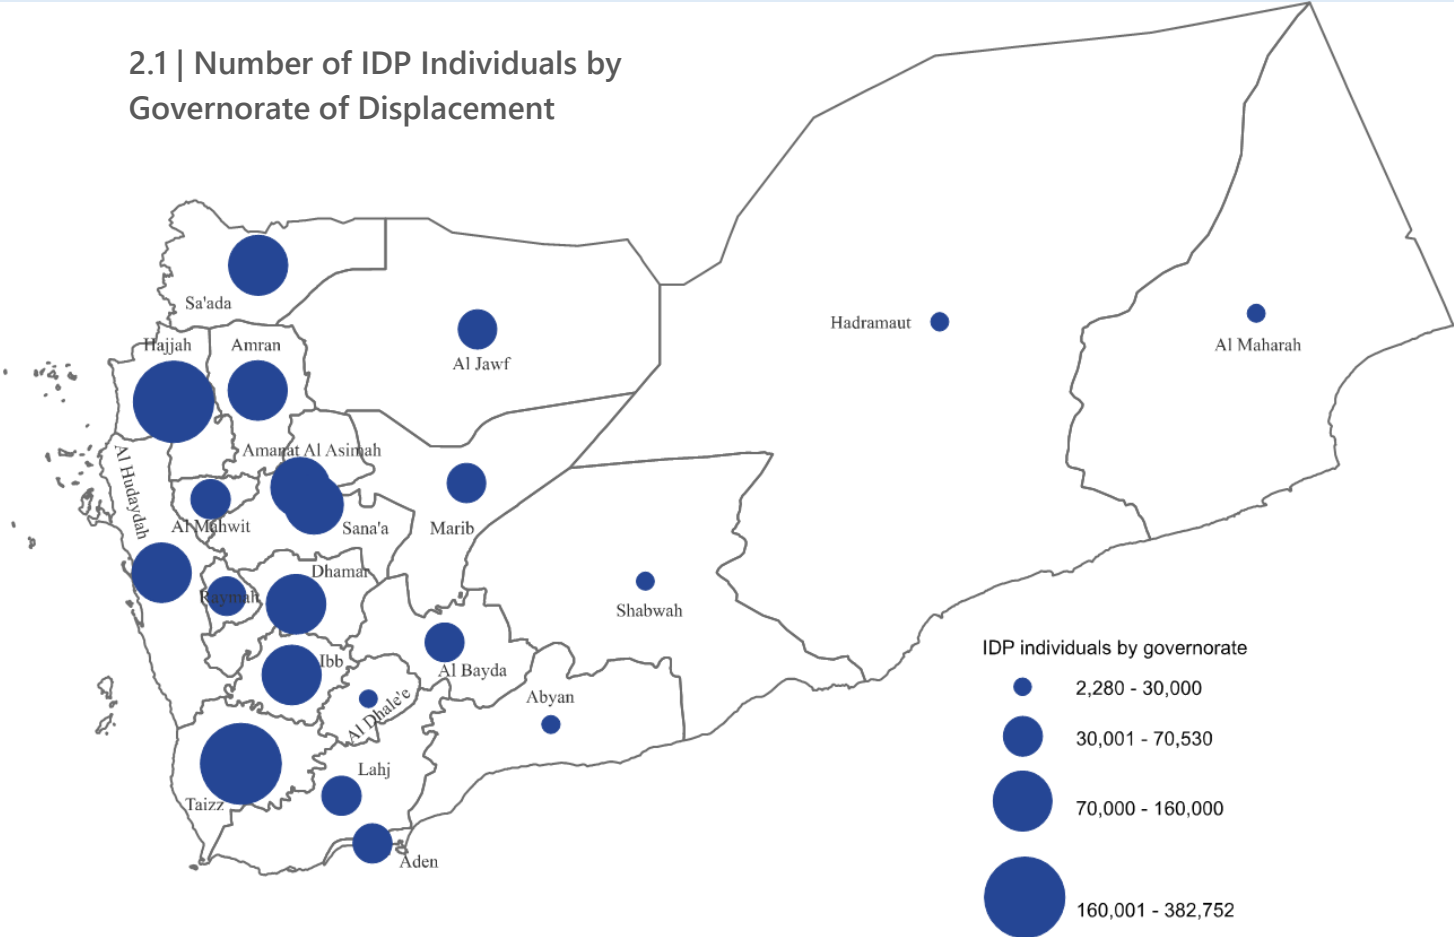 2.1 | Number of IDP Individuals by
Governorate of Displacement
Sa'ada
Hajjah
Amran
Al Jawf
Hadramaut
Al Maharah
Amanat Al Asimah
Al Hudaydah
Al Mahwit
Sana'a
Marib
Dhamar
Raymah
Shabwah
Ibb
Al Bayda
Al Dhale'e
Abyan
Lahj
Taizz
Aden
IDP individuals by governorate
2,280 - 30,000
30,001 - 70,530
70,000 - 160,000
160,001 - 382,752